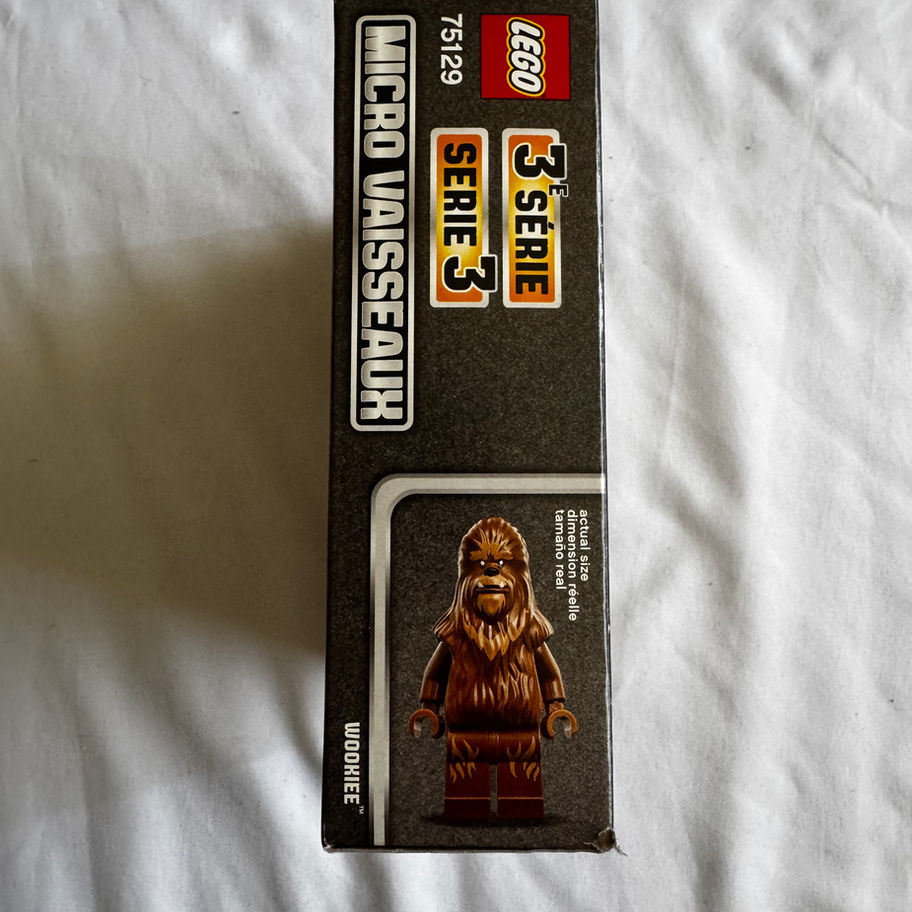 LEGO
75129
MICRO VAISSEAUX
3E SÉRIE
SERIE 3
actual size
dimension réelle
tamaño real
WOOKIEE™